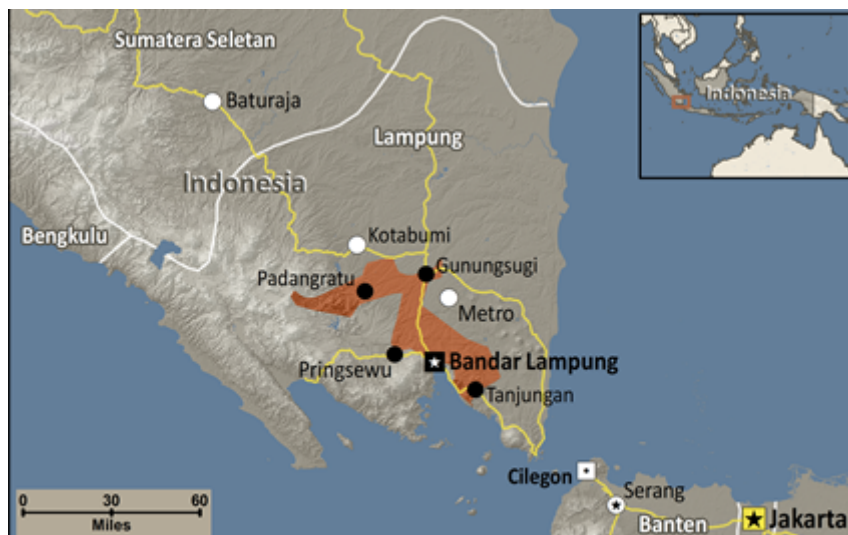 Sumatera Seletan
Baturaja
Indonesia
Lampung
Indonesia
Bengkulu
Kotabumi
Gunungsugi
Padangratu
Metro
Bandar Lampung
Pringsewu
Tanjungan
Cilegon
Serang
Jakarta
Banten
0 30 60
Miles